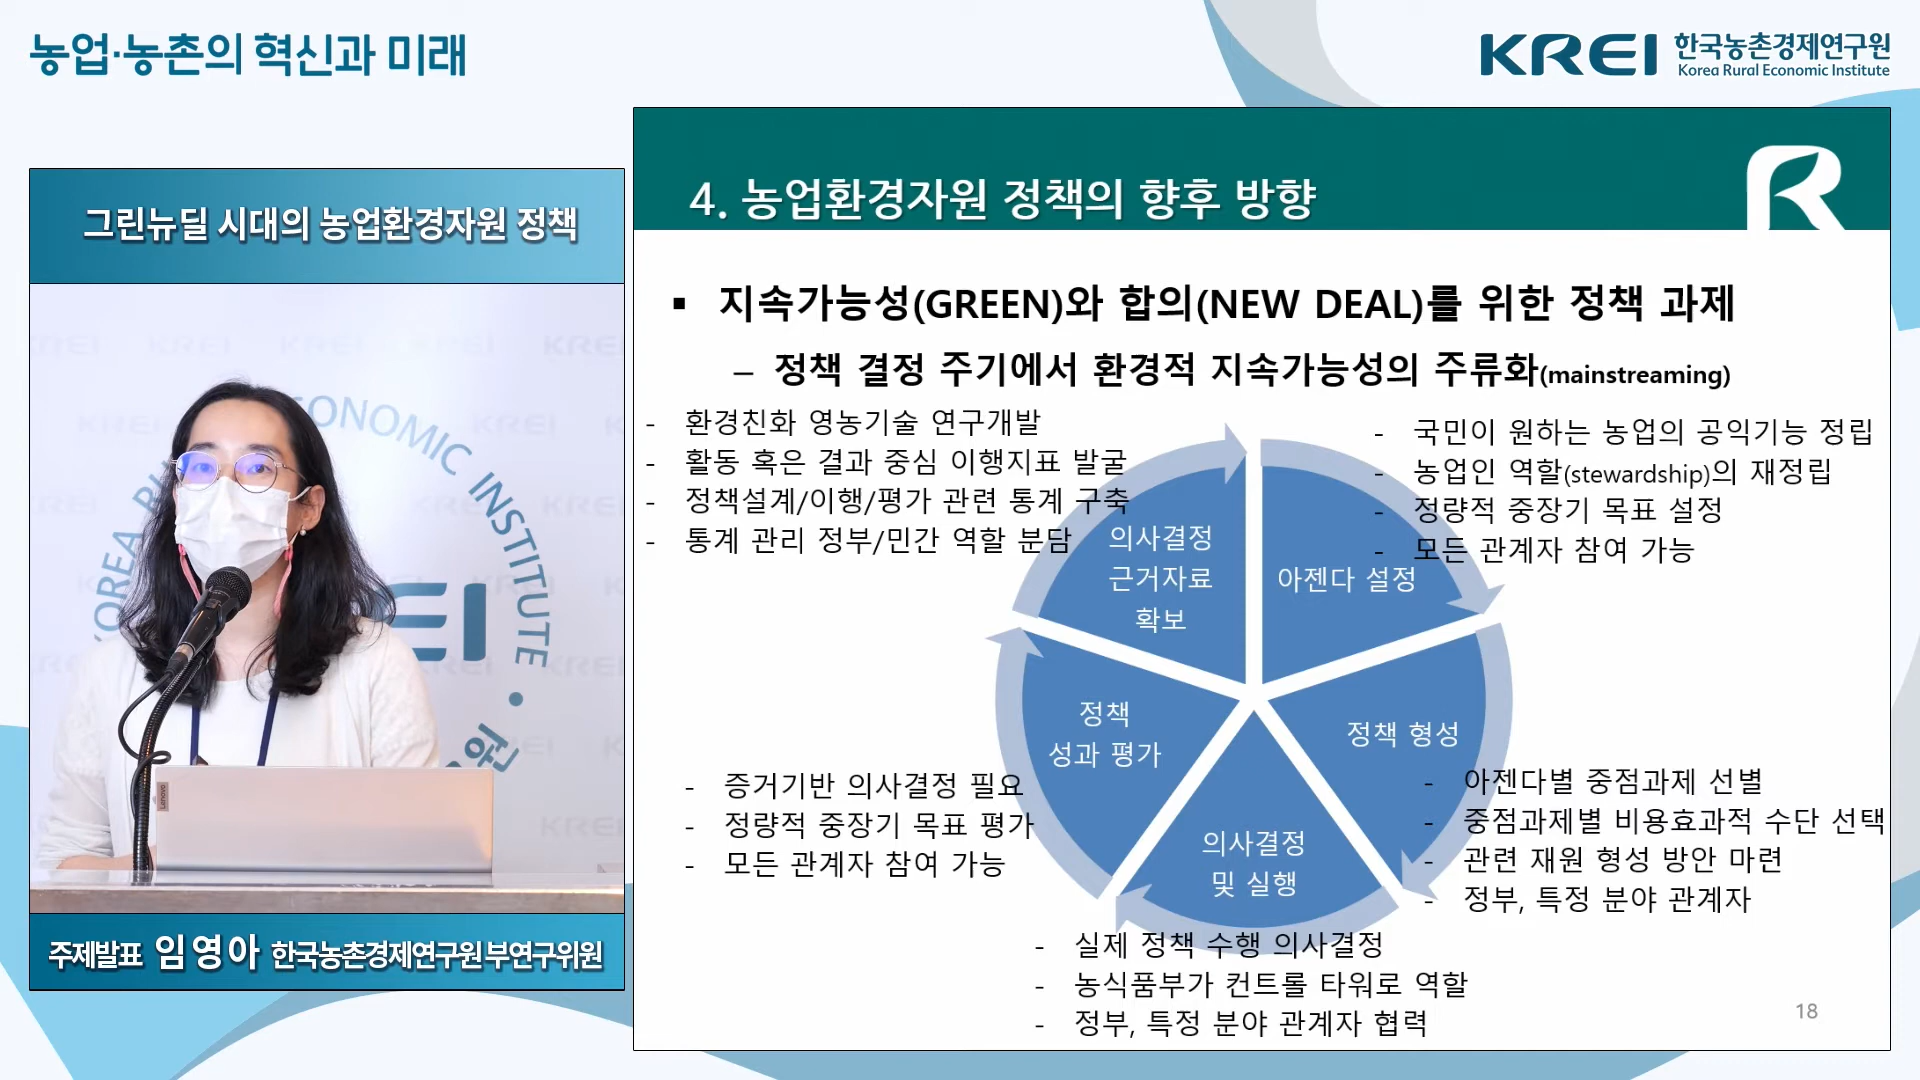 농업·농촌의 혁신과 미래
KREI 한국농촌경제연구원
Korea Rural Economic Institute
그린뉴딜 시대의 농업환경자원 정책
ECONOMIC INSTITUTE
KOREA
KREI
Lenovo
주제발표 임영아 한국농촌경제연구원 부연구위원
4. 농업환경자원 정책의 향후 방향
▪ 지속가능성(GREEN)와 합의(NEW DEAL)를 위한 정책 과제
– 정책 결정 주기에서 환경적 지속가능성의 주류화(mainstreaming)
- 환경친화 영농기술 연구개발
- 활동 혹은 결과 중심 이행지표 발굴
- 정책설계/이행/평가 관련 통계 구축
- 통계 관리 정부/민간 역할 분담
- 국민이 원하는 농업의 공익기능 정립
- 농업인 역할(stewardship)의 재정립
- 정량적 중장기 목표 설정
- 모든 관계자 참여 가능
의사결정
근거자료
확보
아젠다 설정
정책
성과 평가
정책 형성
의사결정
및 실행
- 증거기반 의사결정 필요
- 정량적 중장기 목표 평가
- 모든 관계자 참여 가능
- 아젠다별 중점과제 선별
- 중점과제별 비용효과적 수단 선택
- 관련 재원 형성 방안 마련
- 정부, 특정 분야 관계자
- 실제 정책 수행 의사결정
- 농식품부가 컨트롤 타워로 역할
- 정부, 특정 분야 관계자 협력
18